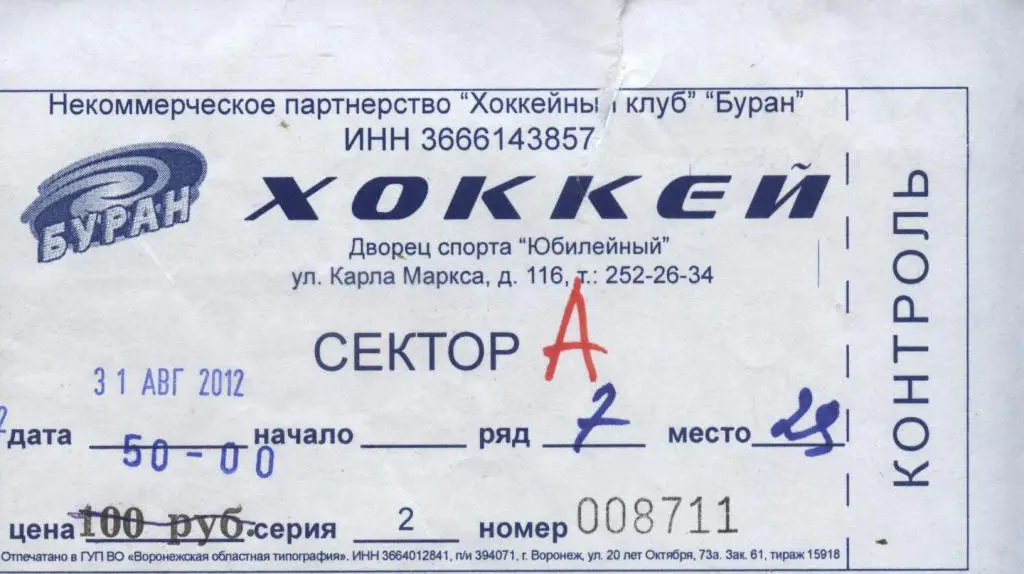 Некоммерческое партнерство "Хоккейный клуб" "Буран"
ИНН 3666143857
БУРАН
ХОККЕЙ
Дворец спорта "Юбилейный"
ул. Карла Маркса, д. 116, т.: 252-26-34
СЕКТОР А
31 АВГ 2012
дата начало ряд 7 место 29
50-00
цена 100 руб. серия 2 номер 008711
Отпечатано в ГУП ВО «Воронежская областная типография». ИНН 3664012841, п/и 394071, г. Воронеж, ул. 20 лет Октября, 73а. Зак. 61, тираж 15918
КОНТРОЛЬ